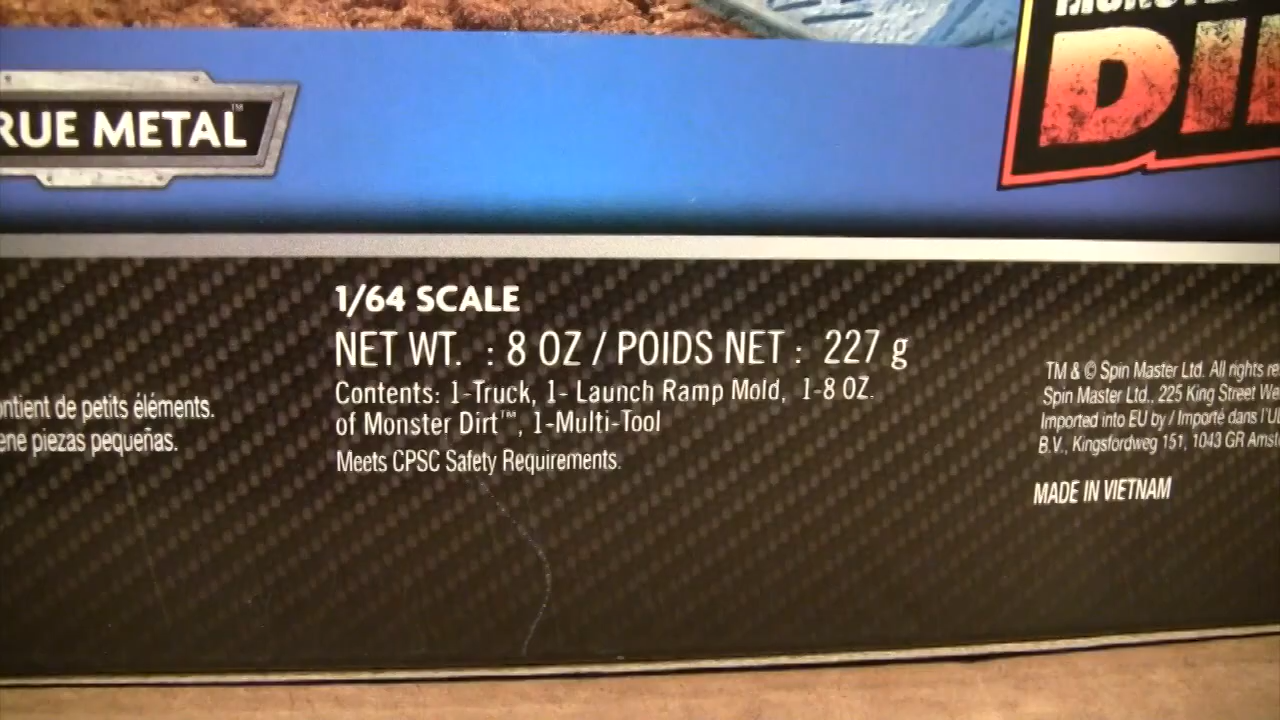 DI
RUE METAL™
1/64 SCALE
NET WT. : 8 OZ / POIDS NET : 227 g
Contents: 1-Truck, 1- Launch Ramp Mold, 1-8 OZ.
of Monster Dirt™, 1-Multi-Tool
Meets CPSC Safety Requirements.
ontient de petits éléments.
ene piezas pequeñas.
TM & © Spin Master Ltd. All rights re
Spin Master Ltd., 225 King Street We
Imported into EU by / Importé dans l'U
B.V., Kingsfordweg 151, 1043 GR Amst
MADE IN VIETNAM